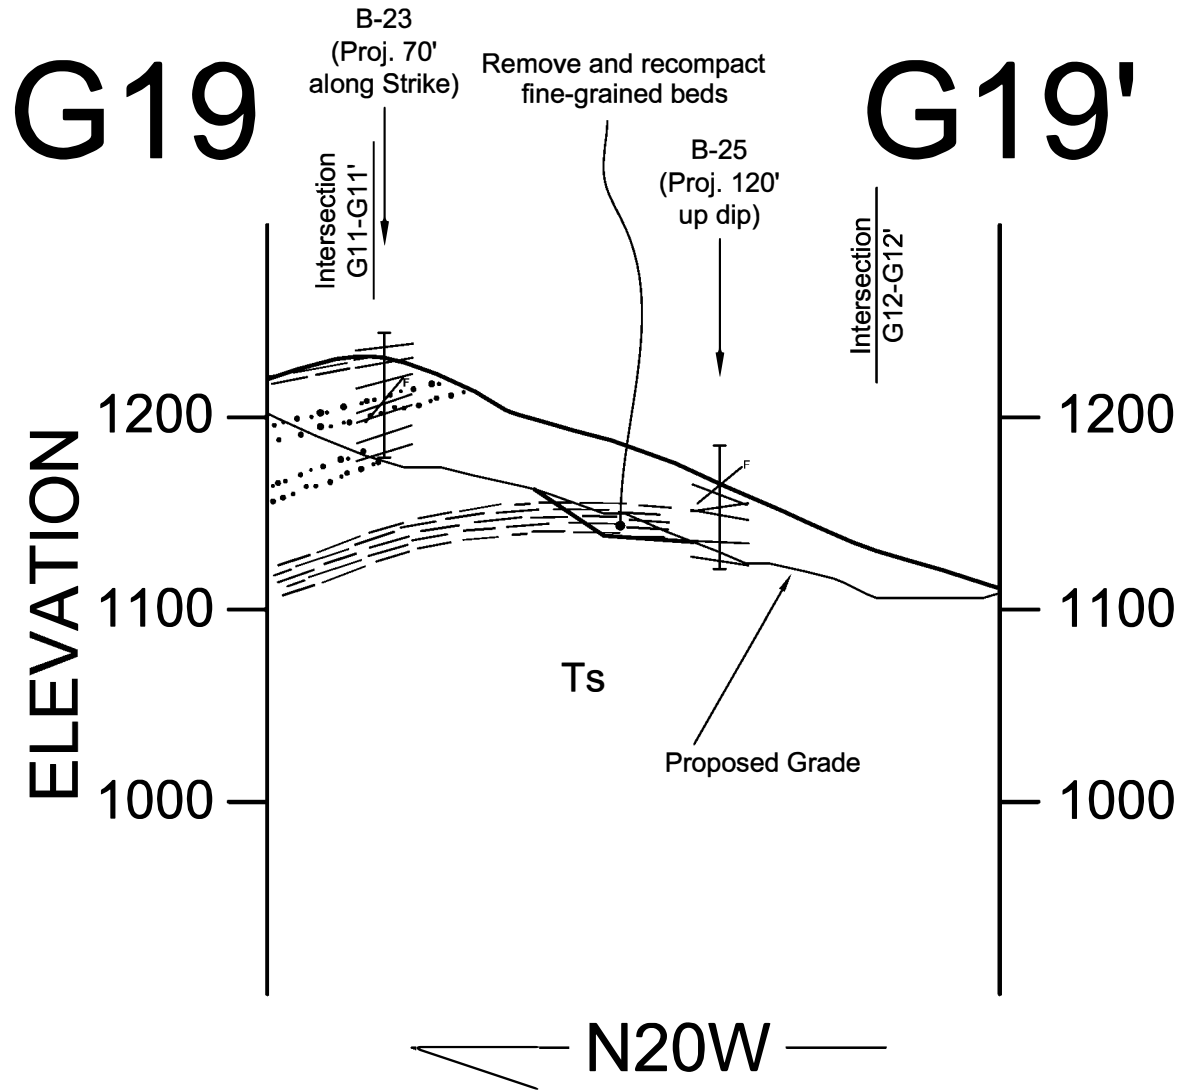 G19
B-23
(Proj. 70'
along Strike)
Remove and recompact
fine-grained beds
G19'
B-25
(Proj. 120'
up dip)
Intersection
G11-G11'
Intersection
G12-G12'
F
F
ELEVATION
1200
1200
1100
1100
Ts
Proposed Grade
1000
1000
N20W